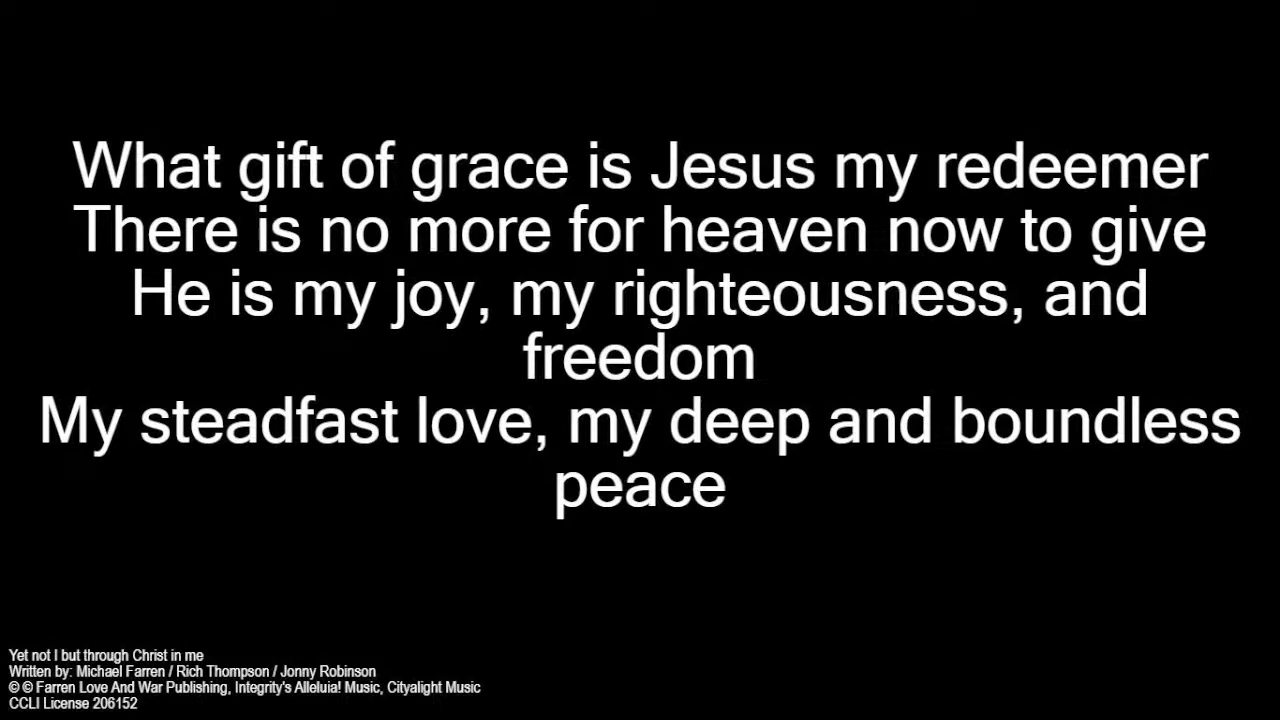 What gift of grace is Jesus my redeemer
There is no more for heaven now to give
He is my joy, my righteousness, and
freedom
My steadfast love, my deep and boundless
peace
Yet not I but through Christ in me
Written by: Michael Farren / Rich Thompson / Jonny Robinson
© © Farren Love And War Publishing, Integrity's Alleluia! Music, Cityalight Music
CCLI License 206152